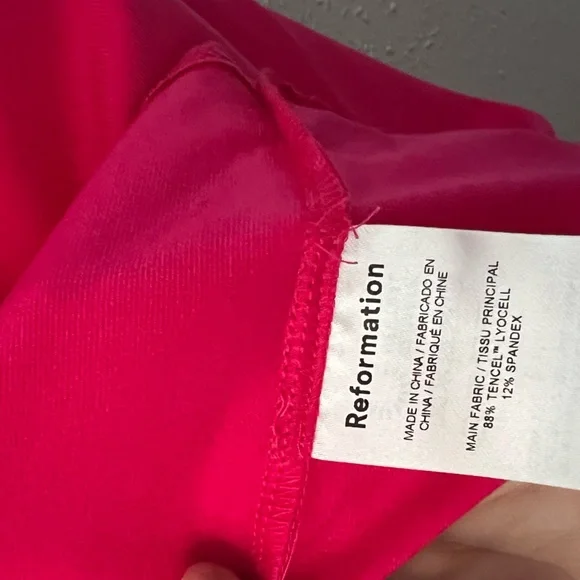 Reformation
MADE IN CHINA / FABRICADO EN
CHINA / FABRIQUÉ EN CHINE
MAIN FABRIC / TISSU PRINCIPAL
88% TENCEL™ LYOCELL
12% SPANDEX